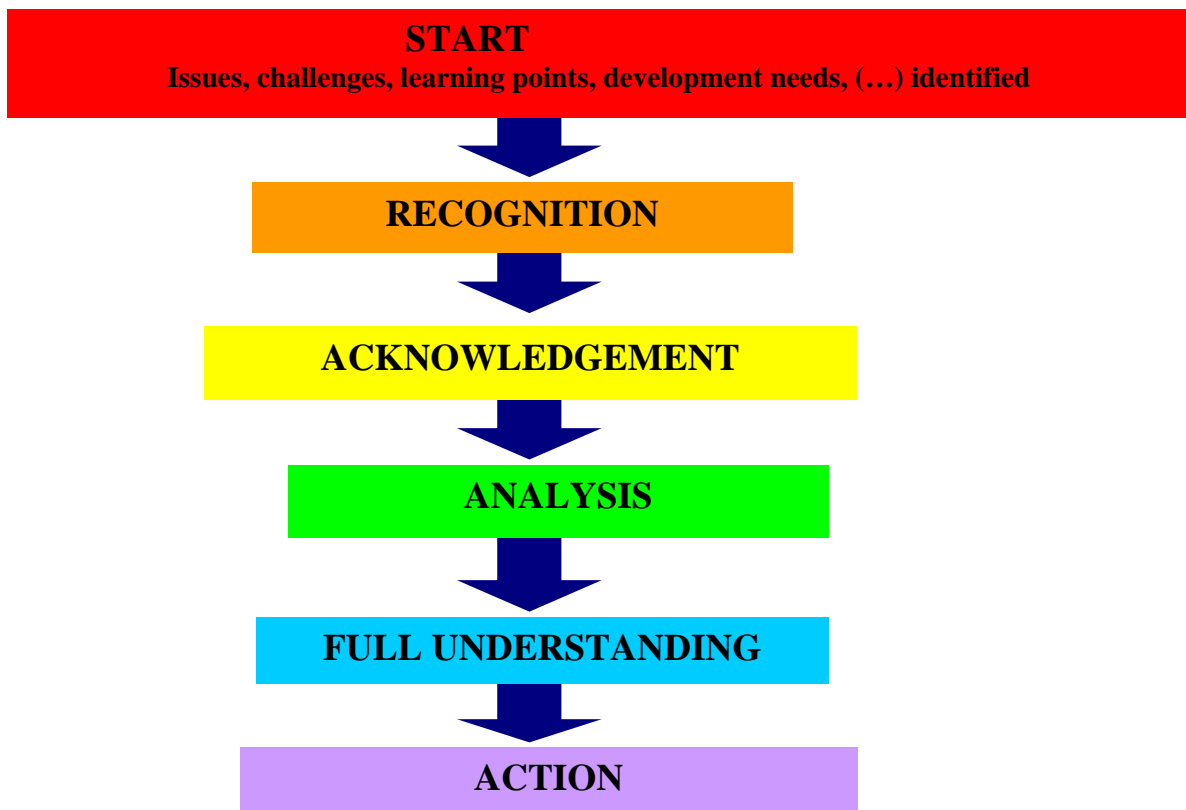 START
Issues, challenges, learning points, development needs, (…) identified
RECOGNITION
ACKNOWLEDGEMENT
ANALYSIS
FULL UNDERSTANDING
ACTION